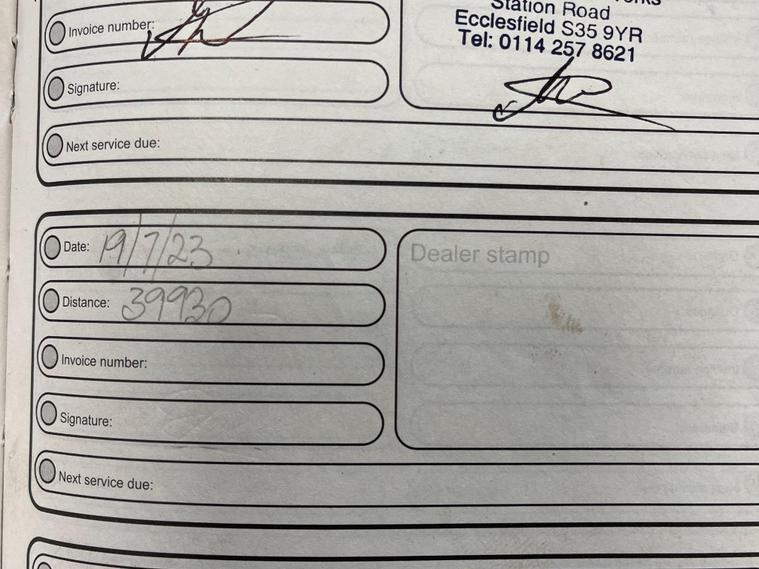 Invoice number:
Station Road
Ecclesfield S35 9YR
Tel: 0114 257 8621
Signature:
Next service due:
Date: 19/7/23
Dealer stamp
Distance: 39930
Invoice number:
Signature:
Next service due: